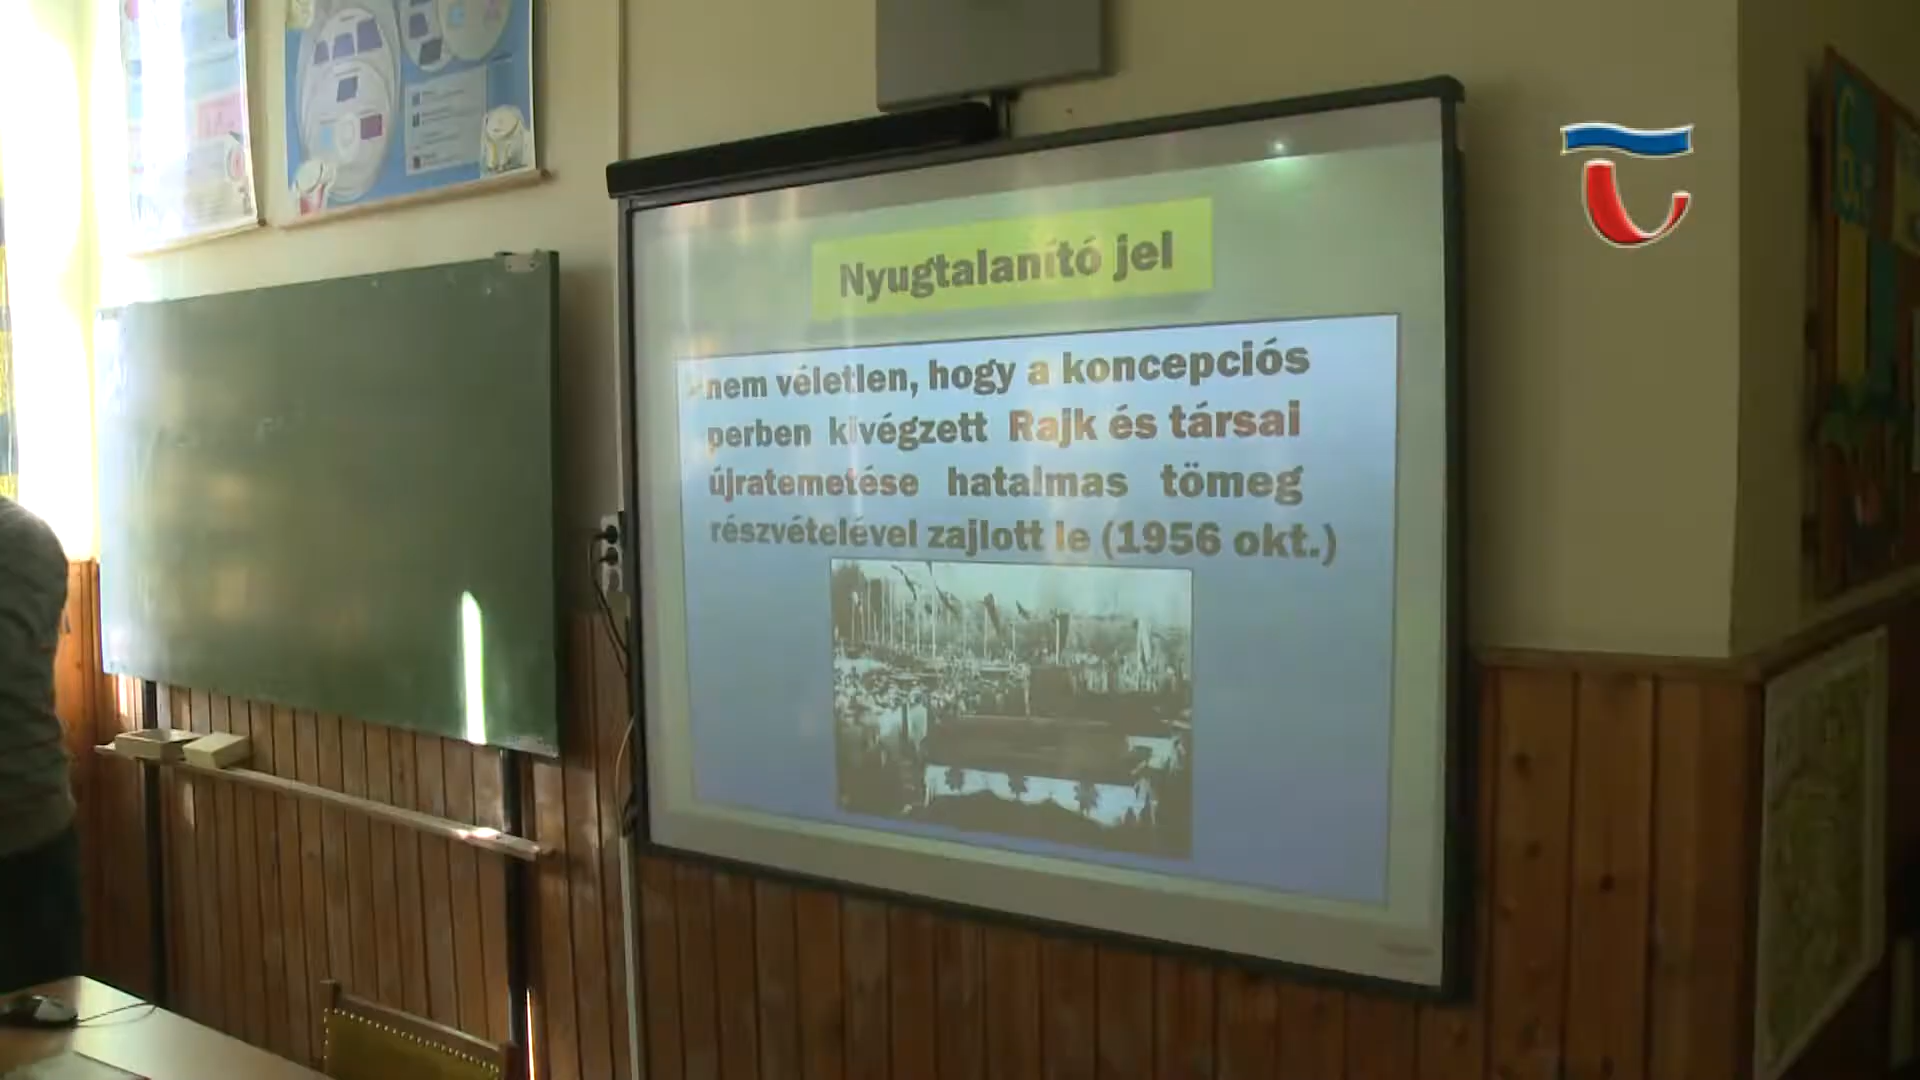 Nyugtalanító jel
nem véletlen, hogy a koncepciós
perben kivégzett Rajk és társai
újratemetése hatalmas tömeg
részvételével zajlott le (1956 okt.)